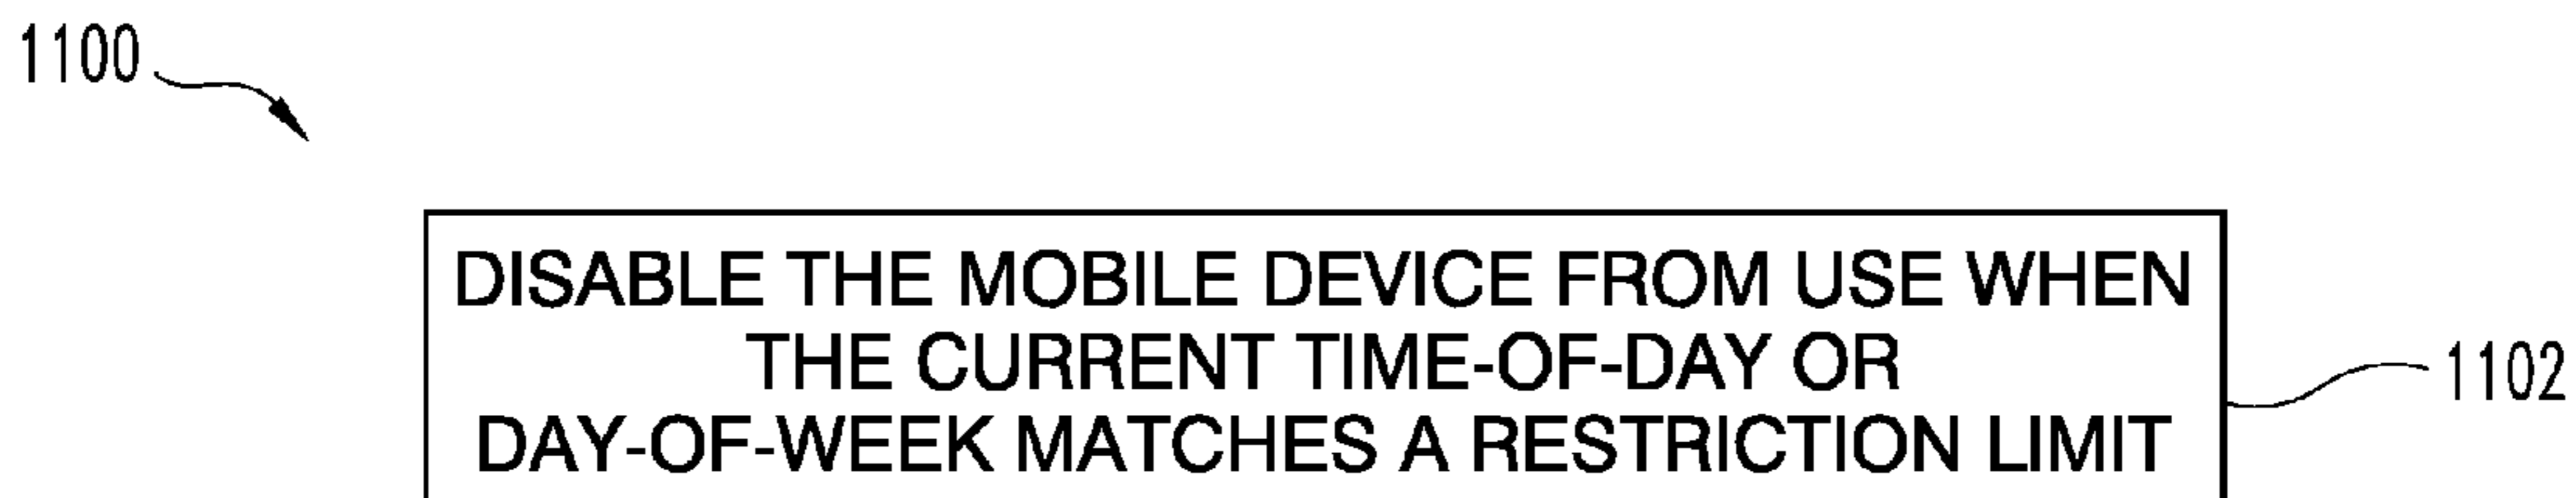 1100
DISABLE THE MOBILE DEVICE FROM USE WHEN
THE CURRENT TIME-OF-DAY OR
DAY-OF-WEEK MATCHES A RESTRICTION LIMIT
1102